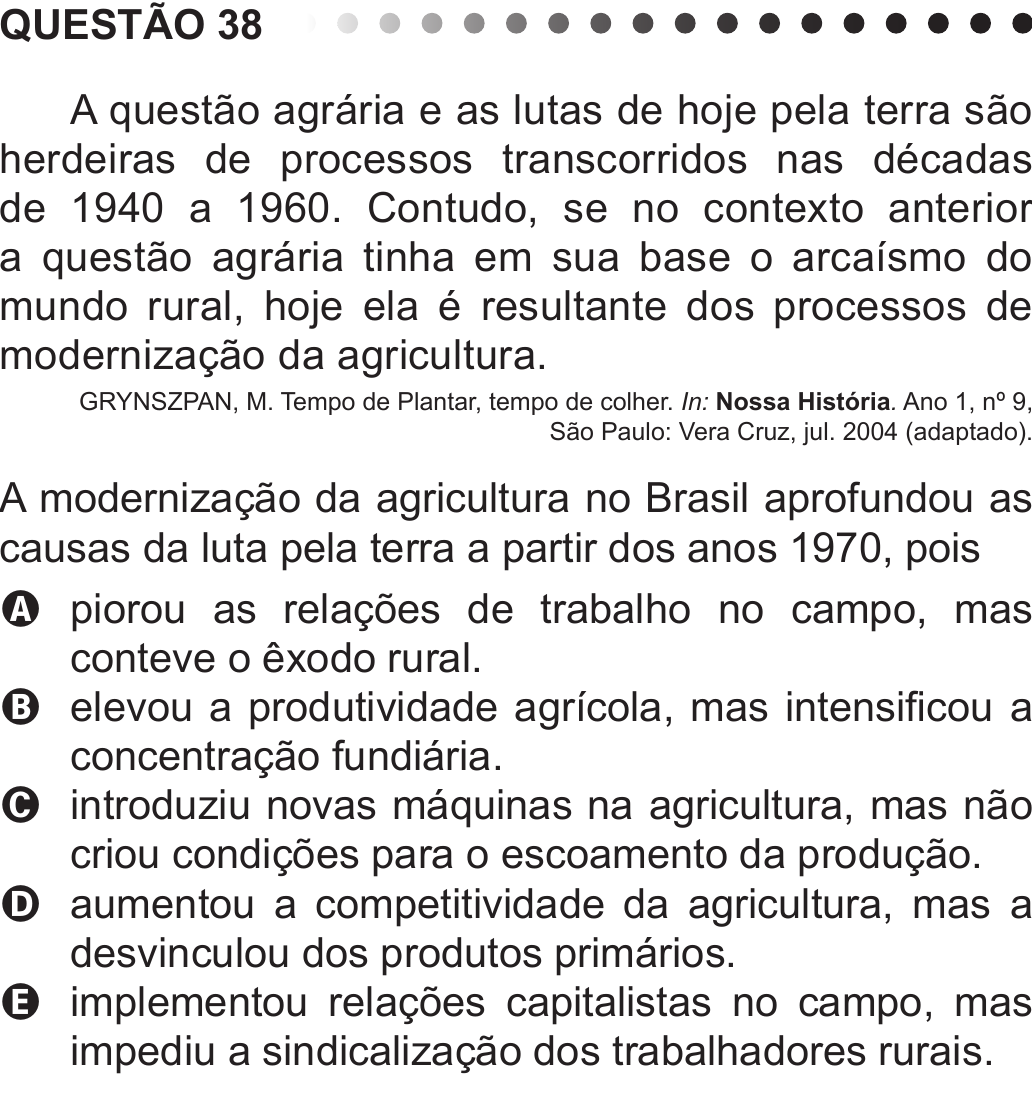 QUESTÃO 38
A questão agrária e as lutas de hoje pela terra são
herdeiras de processos transcorridos nas décadas
de 1940 a 1960. Contudo, se no contexto anterior
a questão agrária tinha em sua base o arcaísmo do
mundo rural, hoje ela é resultante dos processos de
modernização da agricultura.
GRYNSZPAN, M. Tempo de Plantar, tempo de colher. In: Nossa História. Ano 1, nº 9,
São Paulo: Vera Cruz, jul. 2004 (adaptado).
A modernização da agricultura no Brasil aprofundou as
causas da luta pela terra a partir dos anos 1970, pois
A piorou as relações de trabalho no campo, mas
conteve o êxodo rural.
B elevou a produtividade agrícola, mas intensificou a
concentração fundiária.
C introduziu novas máquinas na agricultura, mas não
criou condições para o escoamento da produção.
D aumentou a competitividade da agricultura, mas a
desvinculou dos produtos primários.
E implementou relações capitalistas no campo, mas
impediu a sindicalização dos trabalhadores rurais.